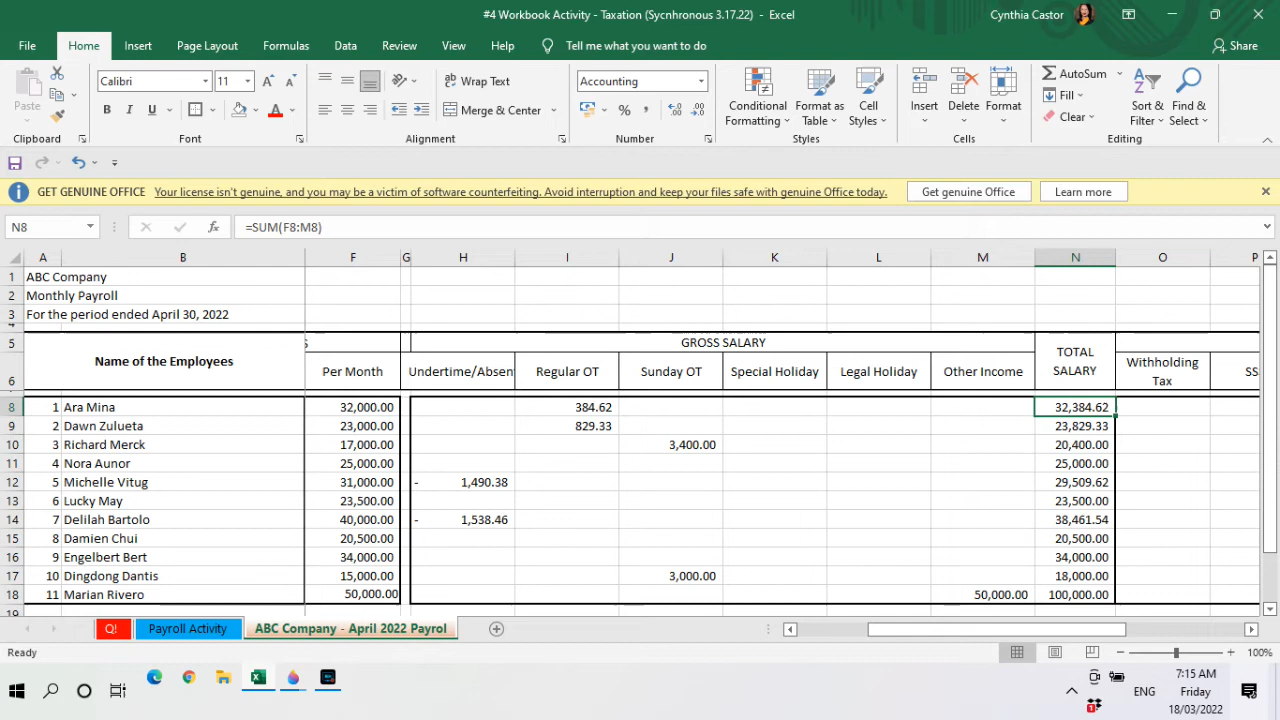 #4 Workbook Activity - Taxation (Sycnhronous 3.17.22) - Excel Cynthia Castor
File Home Insert Page Layout Formulas Data Review View Help Tell me what you want to do Share
Paste Calibri 11 Wrap Text Accounting Conditional Formatting Format as Table Cell Styles Insert Delete Format AutoSum Sort & Filter Find & Select
B I U A Merge & Center % , Fill
Clear
Clipboard Font Alignment Number Styles Cells Editing
GET GENUINE OFFICE Your license isn't genuine, and you may be a victim of software counterfeiting. Avoid interruption and keep your files safe with genuine Office today. Get genuine Office Learn more
N8 fx =SUM(F8:M8)
A B F G H I J K L M N O P
1 ABC Company
2 Monthly Payroll
3 For the period ended April 30, 2022
4
5 Name of the Employees GROSS SALARY TOTAL SALARY
6 Per Month Undertime/Absen Regular OT Sunday OT Special Holiday Legal Holiday Other Income Withholding Tax SS
8 1 Ara Mina 32,000.00 384.62 32,384.62
9 2 Dawn Zulueta 23,000.00 829.33 23,829.33
10 3 Richard Merck 17,000.00 3,400.00 20,400.00
11 4 Nora Aunor 25,000.00 25,000.00
12 5 Michelle Vitug 31,000.00 - 1,490.38 29,509.62
13 6 Lucky May 23,500.00 23,500.00
14 7 Delilah Bartolo 40,000.00 - 1,538.46 38,461.54
15 8 Damien Chui 20,500.00 20,500.00
16 9 Engelbert Bert 34,000.00 34,000.00
17 10 Dingdong Dantis 15,000.00 3,000.00 18,000.00
18 11 Marian Rivero 50,000.00 50,000.00 100,000.00
19
Q! Payroll Activity ABC Company - April 2022 Payrol
Ready 100%
7:15 AM
ENG Friday
18/03/2022